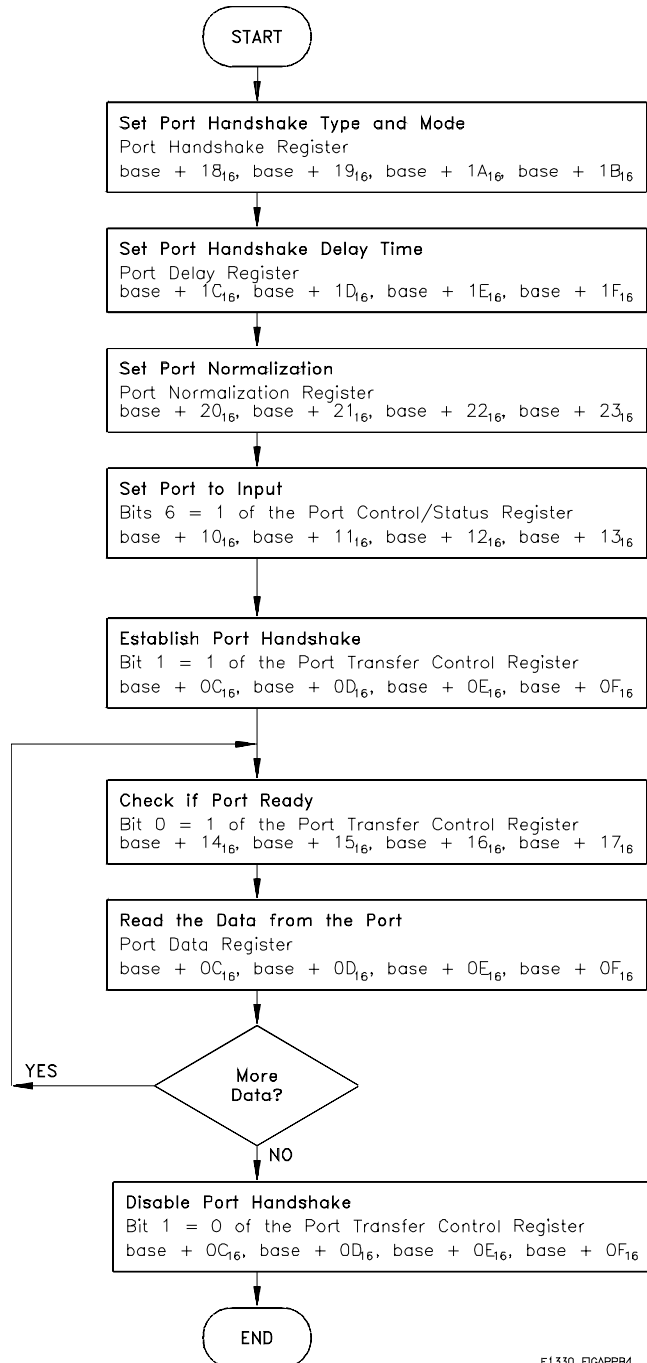 START
Set Port Handshake Type and Mode
Port Handshake Register
base + 18₁₆, base + 19₁₆, base + 1A₁₆, base + 1B₁₆
Set Port Handshake Delay Time
Port Delay Register
base + 1C₁₆, base + 1D₁₆, base + 1E₁₆, base + 1F₁₆
Set Port Normalization
Port Normalization Register
base + 20₁₆, base + 21₁₆, base + 22₁₆, base + 23₁₆
Set Port to Input
Bits 6 = 1 of the Port Control/Status Register
base + 10₁₆, base + 11₁₆, base + 12₁₆, base + 13₁₆
Establish Port Handshake
Bit 1 = 1 of the Port Transfer Control Register
base + 0C₁₆, base + 0D₁₆, base + 0E₁₆, base + 0F₁₆
Check if Port Ready
Bit 0 = 1 of the Port Transfer Control Register
base + 14₁₆, base + 15₁₆, base + 16₁₆, base + 17₁₆
Read the Data from the Port
Port Data Register
base + 0C₁₆, base + 0D₁₆, base + 0E₁₆, base + 0F₁₆
YES
More
Data?
NO
Disable Port Handshake
Bit 1 = 0 of the Port Transfer Control Register
base + 0C₁₆, base + 0D₁₆, base + 0E₁₆, base + 0F₁₆
END
E1330 FIGAPPB4